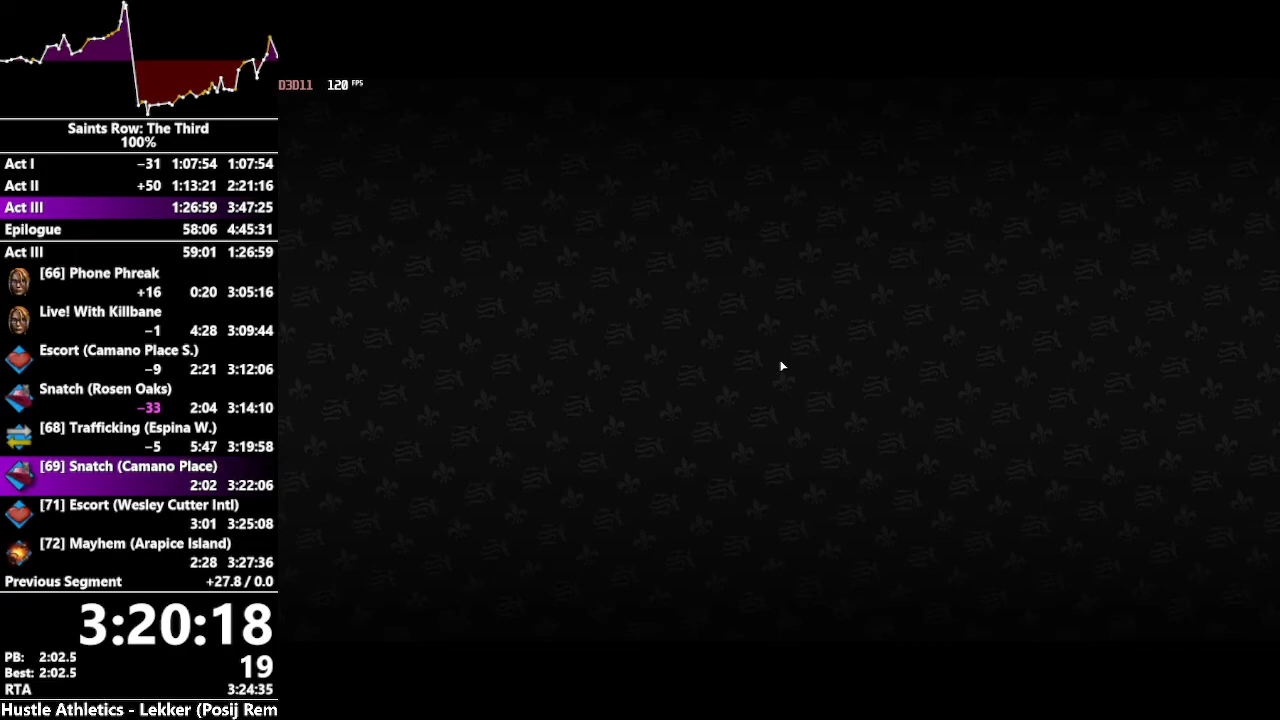 D3D11 120 FPS
Saints Row: The Third
100%
Act I −31 1:07:54 1:07:54
Act II +50 1:13:21 2:21:16
Act III 1:26:59 3:47:25
Epilogue 58:06 4:45:31
Act III 59:01 1:26:59
[66] Phone Phreak
+16 0:20 3:05:16
Live! With Killbane
−1 4:28 3:09:44
Escort (Camano Place S.)
−9 2:21 3:12:06
Snatch (Rosen Oaks)
−33 2:04 3:14:10
[68] Trafficking (Espina W.)
−5 5:47 3:19:58
[69] Snatch (Camano Place)
2:02 3:22:06
[71] Escort (Wesley Cutter Intl)
3:01 3:25:08
[72] Mayhem (Arapice Island)
2:28 3:27:36
Previous Segment +27.8 / 0.0
3:20:18
PB: 2:02.5
19
Best: 2:02.5
RTA 3:24:35
Hustle Athletics - Lekker (Posij Rem